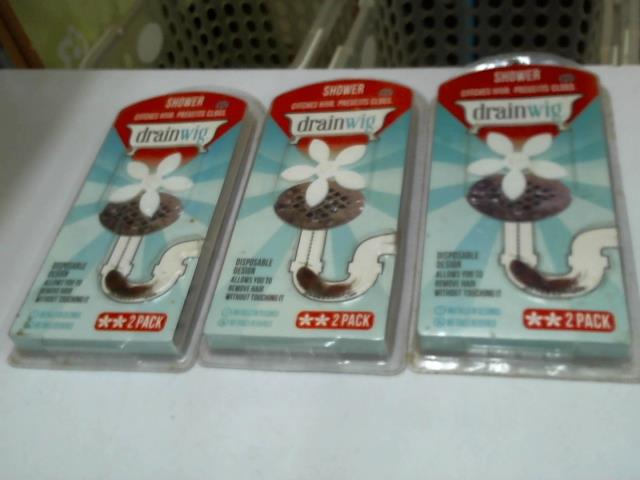 SHOWER
CATCHES HAIR. PREVENTS CLOGS.
drainwig
DISPOSABLE
DESIGN
ALLOWS YOU TO
REMOVE HAIR
WITHOUT TOUCHING IT
2 PACK
SHOWER
CATCHES HAIR. PREVENTS CLOGS.
drainwig
DISPOSABLE
DESIGN
ALLOWS YOU TO
REMOVE HAIR
WITHOUT TOUCHING IT
2 PACK
SHOWER
CATCHES HAIR. PREVENTS CLOGS.
drainwig
DISPOSABLE
DESIGN
ALLOWS YOU TO
REMOVE HAIR
WITHOUT TOUCHING IT
2 PACK